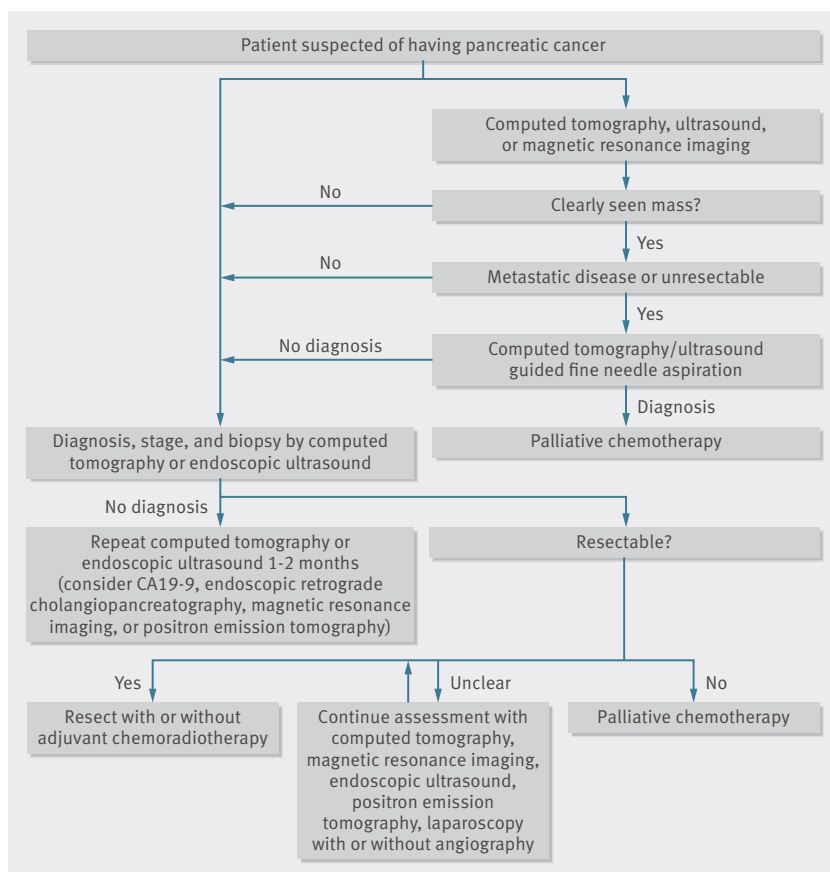 Patient suspected of having pancreatic cancer
Computed tomography, ultrasound,
or magnetic resonance imaging
No
Clearly seen mass?
Yes
No
Metastatic disease or unresectable
Yes
No diagnosis
Computed tomography/ultrasound
guided fine needle aspiration
Diagnosis
Diagnosis, stage, and biopsy by computed
tomography or endoscopic ultrasound
Palliative chemotherapy
No diagnosis
Repeat computed tomography or
endoscopic ultrasound 1-2 months
(consider CA19-9, endoscopic retrograde
cholangiopancreatography, magnetic resonance
imaging, or positron emission tomography)
Resectable?
Yes
Unclear
No
Resect with or without
adjuvant chemoradiotherapy
Continue assessment with
computed tomography,
magnetic resonance imaging,
endoscopic ultrasound,
positron emission
tomography, laparoscopy
with or without angiography
Palliative chemotherapy